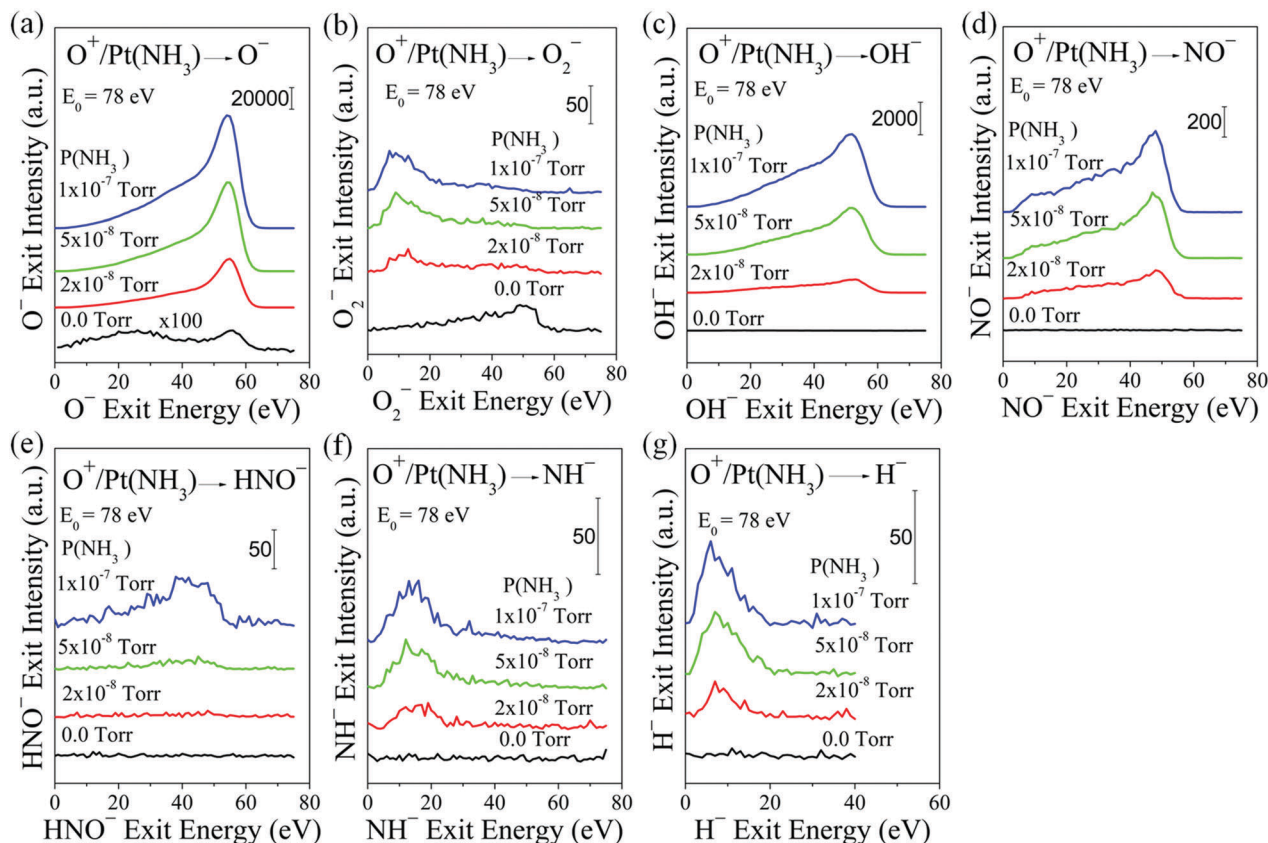 (a)
O⁺/Pt(NH₃)→O⁻
E₀ = 78 eV
20000
P(NH₃)
1x10⁻⁷ Torr
5x10⁻⁸ Torr
2x10⁻⁸ Torr
0.0 Torr x100
O⁻ Exit Intensity (a.u.)
0 20 40 60 80
O⁻ Exit Energy (eV)
(b)
O⁺/Pt(NH₃)→O₂⁻
E₀ = 78 eV
50
P(NH₃)
1x10⁻⁷ Torr
5x10⁻⁸ Torr
2x10⁻⁸ Torr
0.0 Torr
O₂⁻ Exit Intensity (a.u.)
0 20 40 60 80
O₂⁻ Exit Energy (eV)
(c)
O⁺/Pt(NH₃)→OH⁻
E₀ = 78 eV
2000
P(NH₃)
1x10⁻⁷ Torr
5x10⁻⁸ Torr
2x10⁻⁸ Torr
0.0 Torr
OH⁻ Exit Intensity (a.u.)
0 20 40 60 80
OH⁻ Exit Energy (eV)
(d)
O⁺/Pt(NH₃)→NO⁻
E₀ = 78 eV
200
P(NH₃)
1x10⁻⁷ Torr
5x10⁻⁸ Torr
2x10⁻⁸ Torr
0.0 Torr
NO⁻ Exit Intensity (a.u.)
0 20 40 60 80
NO⁻ Exit Energy (eV)
(e)
O⁺/Pt(NH₃)→HNO⁻
E₀ = 78 eV
50
P(NH₃)
1x10⁻⁷ Torr
5x10⁻⁸ Torr
2x10⁻⁸ Torr
0.0 Torr
HNO⁻ Exit Intensity (a.u.)
0 20 40 60 80
HNO⁻ Exit Energy (eV)
(f)
O⁺/Pt(NH₃)→NH⁻
E₀ = 78 eV
50
P(NH₃)
1x10⁻⁷ Torr
5x10⁻⁸ Torr
2x10⁻⁸ Torr
0.0 Torr
NH⁻ Exit Intensity (a.u.)
0 20 40 60 80
NH⁻ Exit Energy (eV)
(g)
O⁺/Pt(NH₃)→H⁻
E₀ = 78 eV
50
P(NH₃)
1x10⁻⁷ Torr
5x10⁻⁸ Torr
2x10⁻⁸ Torr
0.0 Torr
H⁻ Exit Intensity (a.u.)
0 20 40 60
H⁻ Exit Energy (eV)